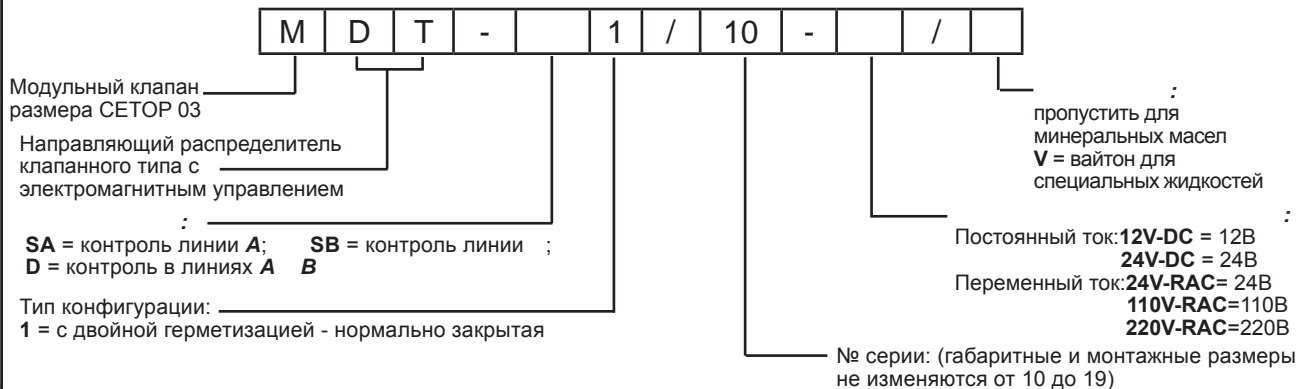 M D T - 1 / 10 - /
Модульный клапан
размера CETOP 03
Направляющий распределитель
клапанного типа с
электромагнитным управлением
:
SA = контроль линии A; SB = контроль линии ;
D = контроль в линиях A B
Тип конфигурации:
1 = с двойной герметизацией - нормально закрытая
:
пропустить для
минеральных масел
V = вайтон для
специальных жидкостей
:
Постоянный ток:12V-DC = 12В
24V-DC = 24В
Переменный ток:24V-RAC= 24В
110V-RAC=110В
220V-RAC=220В
№ серии: (габаритные и монтажные размеры
не изменяются от 10 до 19)